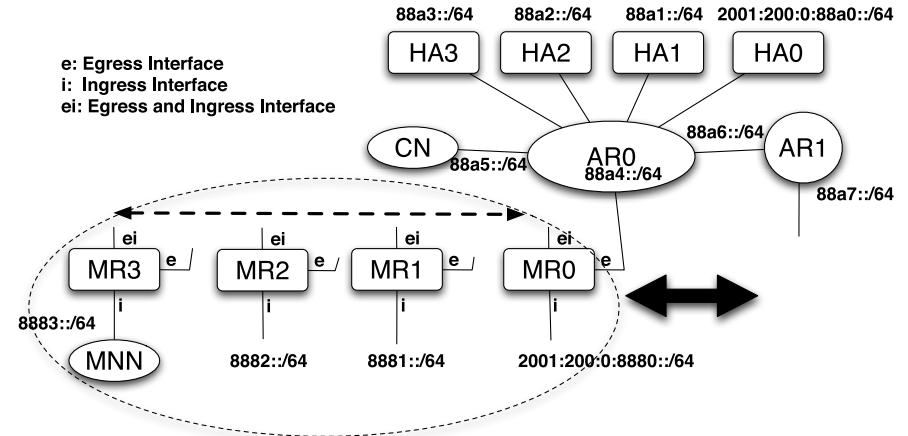 88a3::/64 88a2::/64 88a1::/64 2001:200:0:88a0::/64
HA3 HA2 HA1 HA0
e: Egress Interface
i: Ingress Interface
ei: Egress and Ingress Interface
CN 88a5::/64 AR0 88a4::/64 88a6::/64 AR1
88a7::/64
ei ei ei ei
MR3 e MR2 e MR1 e MR0 e
i i i i
8883::/64
MNN 8882::/64 8881::/64 2001:200:0:8880::/64